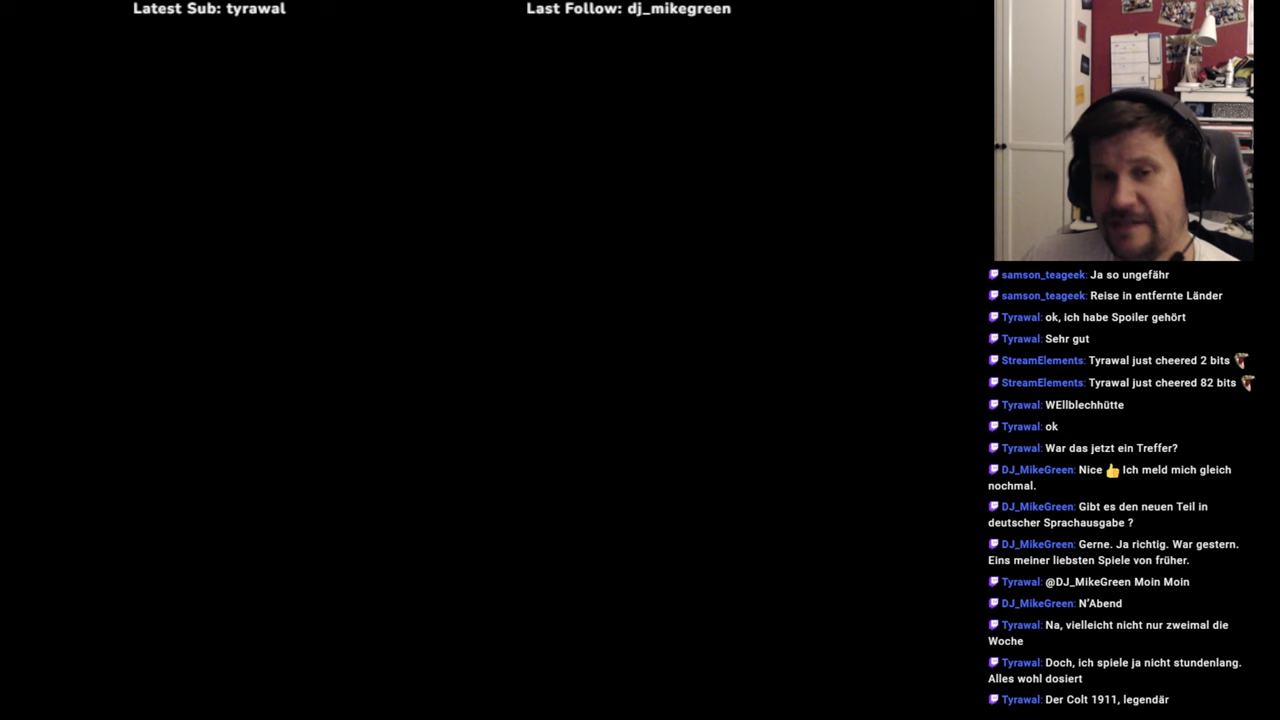 Latest Sub: tyrawal
Last Follow: dj_mikegreen
samson_teageek: Ja so ungefähr
samson_teageek: Reise in entfernte Länder
Tyrawal: ok, ich habe Spoiler gehört
Tyrawal: Sehr gut
StreamElements: Tyrawal just cheered 2 bits
StreamElements: Tyrawal just cheered 82 bits
Tyrawal: WEllblechhütte
Tyrawal: ok
Tyrawal: War das jetzt ein Treffer?
DJ_MikeGreen: Nice 👍 Ich meld mich gleich
nochmal.
DJ_MikeGreen: Gibt es den neuen Teil in
deutscher Sprachausgabe ?
DJ_MikeGreen: Gerne. Ja richtig. War gestern.
Eins meiner liebsten Spiele von früher.
Tyrawal: @DJ_MikeGreen Moin Moin
DJ_MikeGreen: N'Abend
Tyrawal: Na, vielleicht nicht nur zweimal die
Woche
Tyrawal: Doch, ich spiele ja nicht stundenlang.
Alles wohl dosiert
Tyrawal: Der Colt 1911, legendär